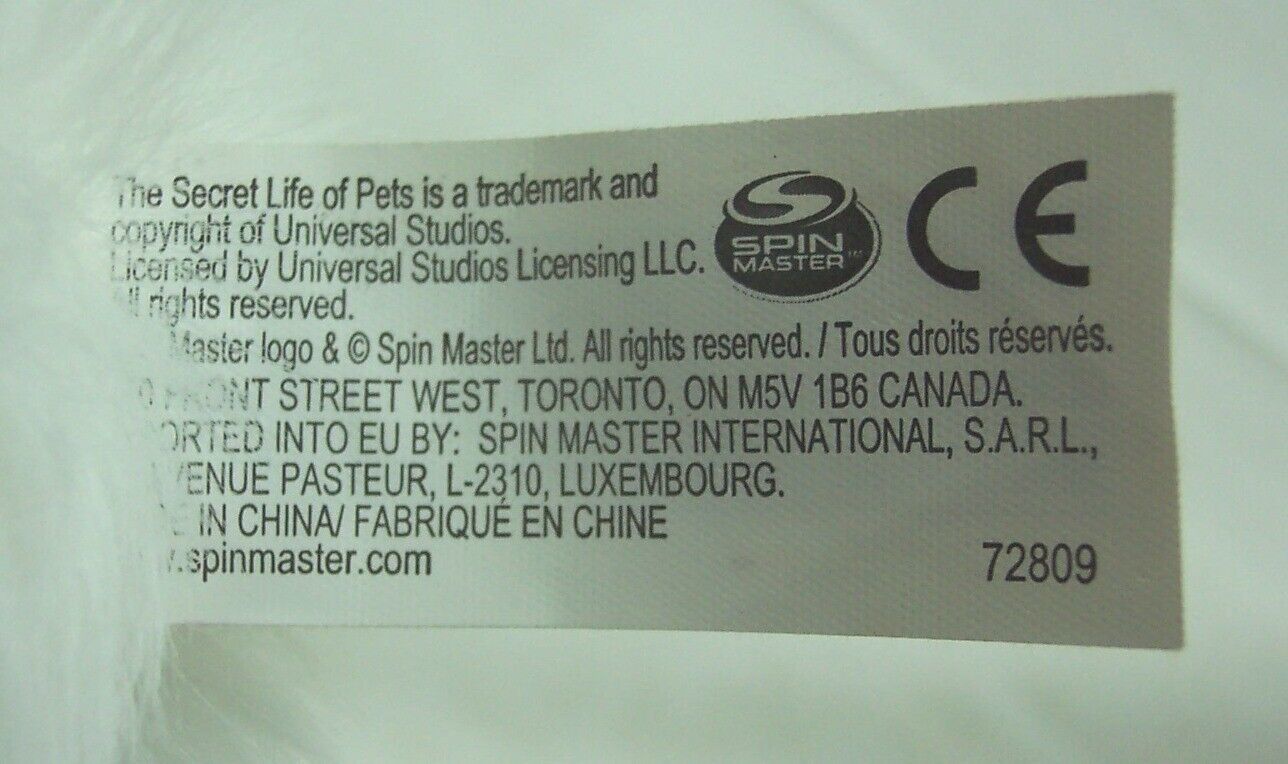 The Secret Life of Pets is a trademark and
copyright of Universal Studios.
Licensed by Universal Studios Licensing LLC.
All rights reserved.
SPIN
MASTER™
CE
Master logo & © Spin Master Ltd. All rights reserved. / Tous droits réservés.
FRONT STREET WEST, TORONTO, ON M5V 1B6 CANADA.
INTO EU BY: SPIN MASTER INTERNATIONAL, S.A.R.L.,
PASTEUR, L-2310, LUXEMBOURG.
IN CHINA/ FABRIQUÉ EN CHINE
.spinmaster.com
72809